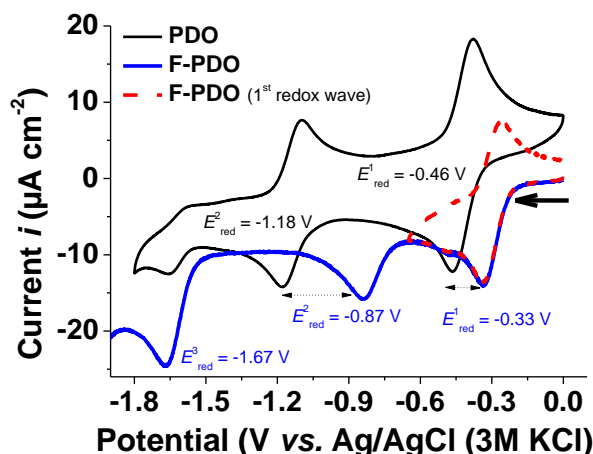 PDO
F-PDO
F-PDO (1st redox wave)
20
10
0
-10
-20
Current i (µA cm-2)
E1red = -0.46 V
E2red = -1.18 V
E2red = -0.87 V
E1red = -0.33 V
E3red = -1.67 V
-1.8 -1.5 -1.2 -0.9 -0.6 -0.3 0.0
Potential (V vs. Ag/AgCl (3M KCl)